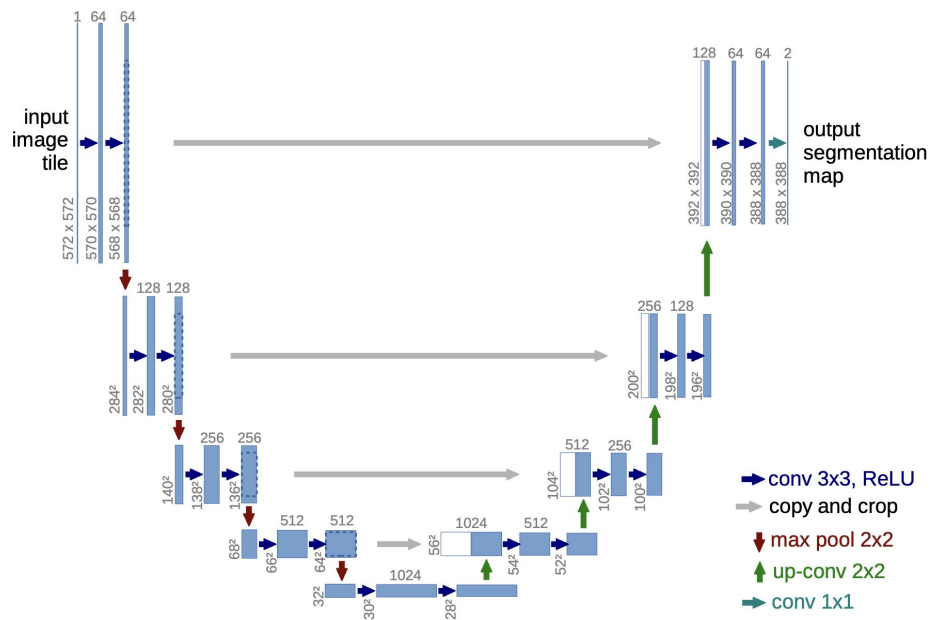 1 64 64
input
image
tile
572 x 572
570 x 570
568 x 568
128 64 64 2
392 x 392
390 x 390
388 x 388
388 x 388
output
segmentation
map
128 128
284²
282²
280²
256 128
200²
198²
196²
256 256
140²
138²
136²
512 256
104²
102²
100²
512 512
68²
66²
64²
1024 512
56²
54²
52²
1024
32²
30²
28²
conv 3x3, ReLU
copy and crop
max pool 2x2
up-conv 2x2
conv 1x1